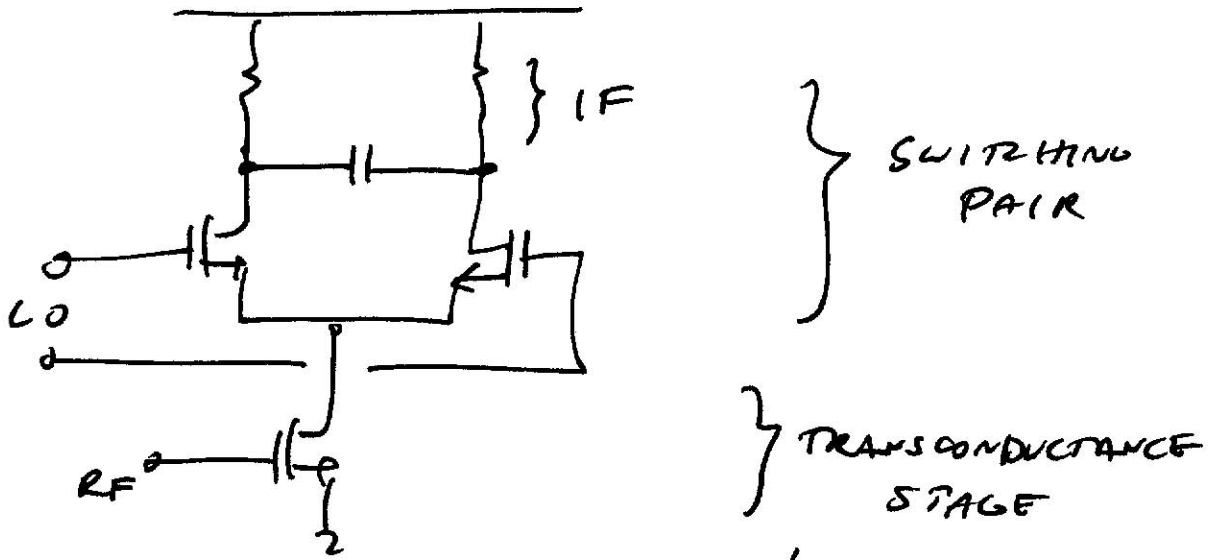 IF
SWITCHING
PAIR
LO
RF
TRANSCONDUCTANCE
STAGE